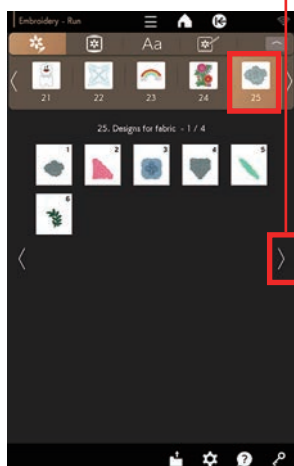 Embroidery - Run
Aa
21 22 23 24 25
25. Designs for fabric - 1 / 4
1 2 3 4 5
6